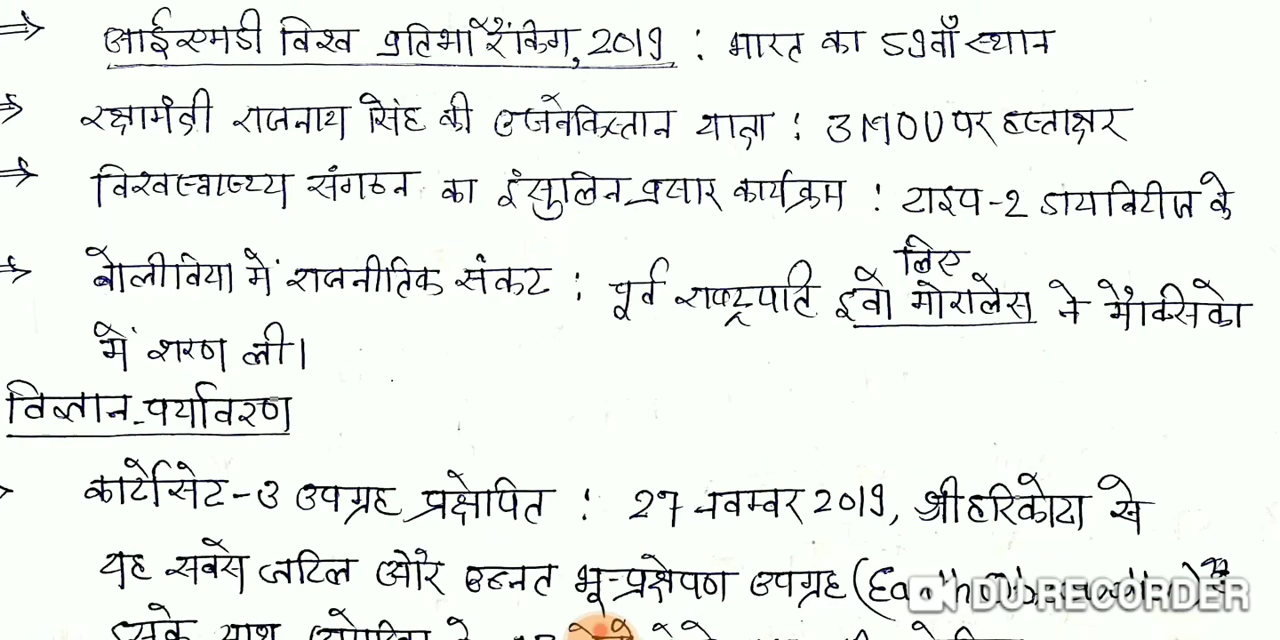 ⇒ आईएमडी विश्व प्रतिभा रैंकिंग, 2019 : भारत का 59वाँ स्थान
⇒ रक्षामंत्री राजनाथ सिंह की उज्बेकिस्तान यात्रा : 3 MOU पर हस्ताक्षर
⇒ विश्व स्वास्थ्य संगठन का इंसुलिन प्रसार कार्यक्रम : टाइप-2 डायबिटीज के लिए
⇒ बोलीविया में राजनीतिक संकट : पूर्व राष्ट्रपति इवो मोरालेस ने मैक्सिको
में शरण ली।
विज्ञान-पर्यावरण
कार्टोसेट-3 उपग्रह प्रक्षेपित : 27 नवम्बर 2019, श्रीहरिकोटा से
यह सबसे जटिल और उन्नत भू-प्रक्षेपण उपग्रह (Earth
DU RECORDER